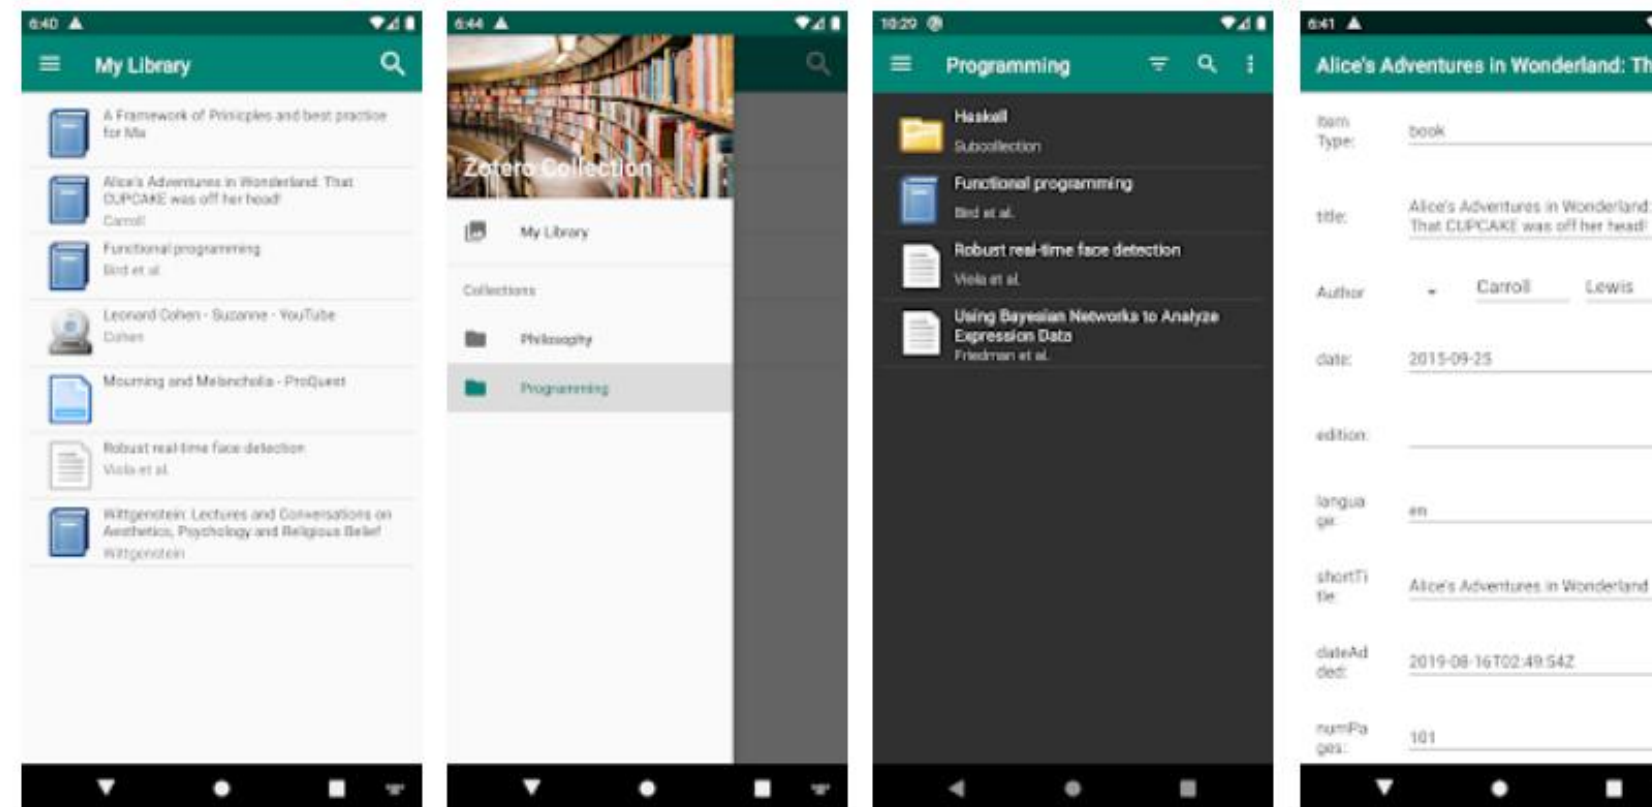 6:40
My Library
A Framework of Prinicples and best practice
for Ma
Alice's Adventures in Wonderland: That
CUPCAKE was off her head!
Carroll
Functional programming
Bird et al.
Leonard Cohen - Suzanne - YouTube
Cohen
Mourning and Melancholia - ProQuest
Robust real-time face detection
Viola et al.
Wittgenstein: Lectures and Conversations on
Aesthetics, Psychology and Religious Belief
Wittgenstein
6:44
Zotero Collection
My Library
Collections
Philosophy
Programming
10:29
Programming
Haskell
Subcollection
Functional programming
Bird et al.
Robust real-time face detection
Viola et al.
Using Bayesian Networks to Analyze
Expression Data
Friedman et al.
6:41
Alice's Adventures in Wonderland: Th
Item
Type:
book
title:
Alice's Adventures in Wonderland:
That CUPCAKE was off her head!
Author
Carroll Lewis
date:
2015-09-25
edition:
langua
ge:
en
shortTi
tle:
Alice's Adventures in Wonderland
dateAd
ded:
2019-08-16T02:49:54Z
numPa
ges:
101